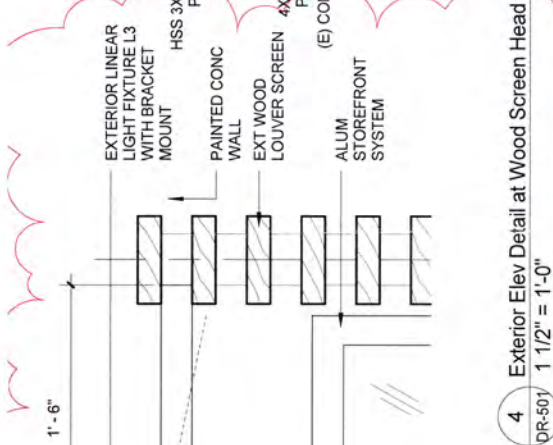 1' - 6"
EXTERIOR LINEAR
LIGHT FIXTURE L3
WITH BRACKET
MOUNT
PAINTED CONC
WALL
EXT WOOD
LOUVER SCREEN
ALUM
STOREFRONT
SYSTEM
HSS 3X
P
4X
P
(E) CO
4
DR-501
Exterior Elev Detail at Wood Screen Head
1 1/2" = 1'-0"